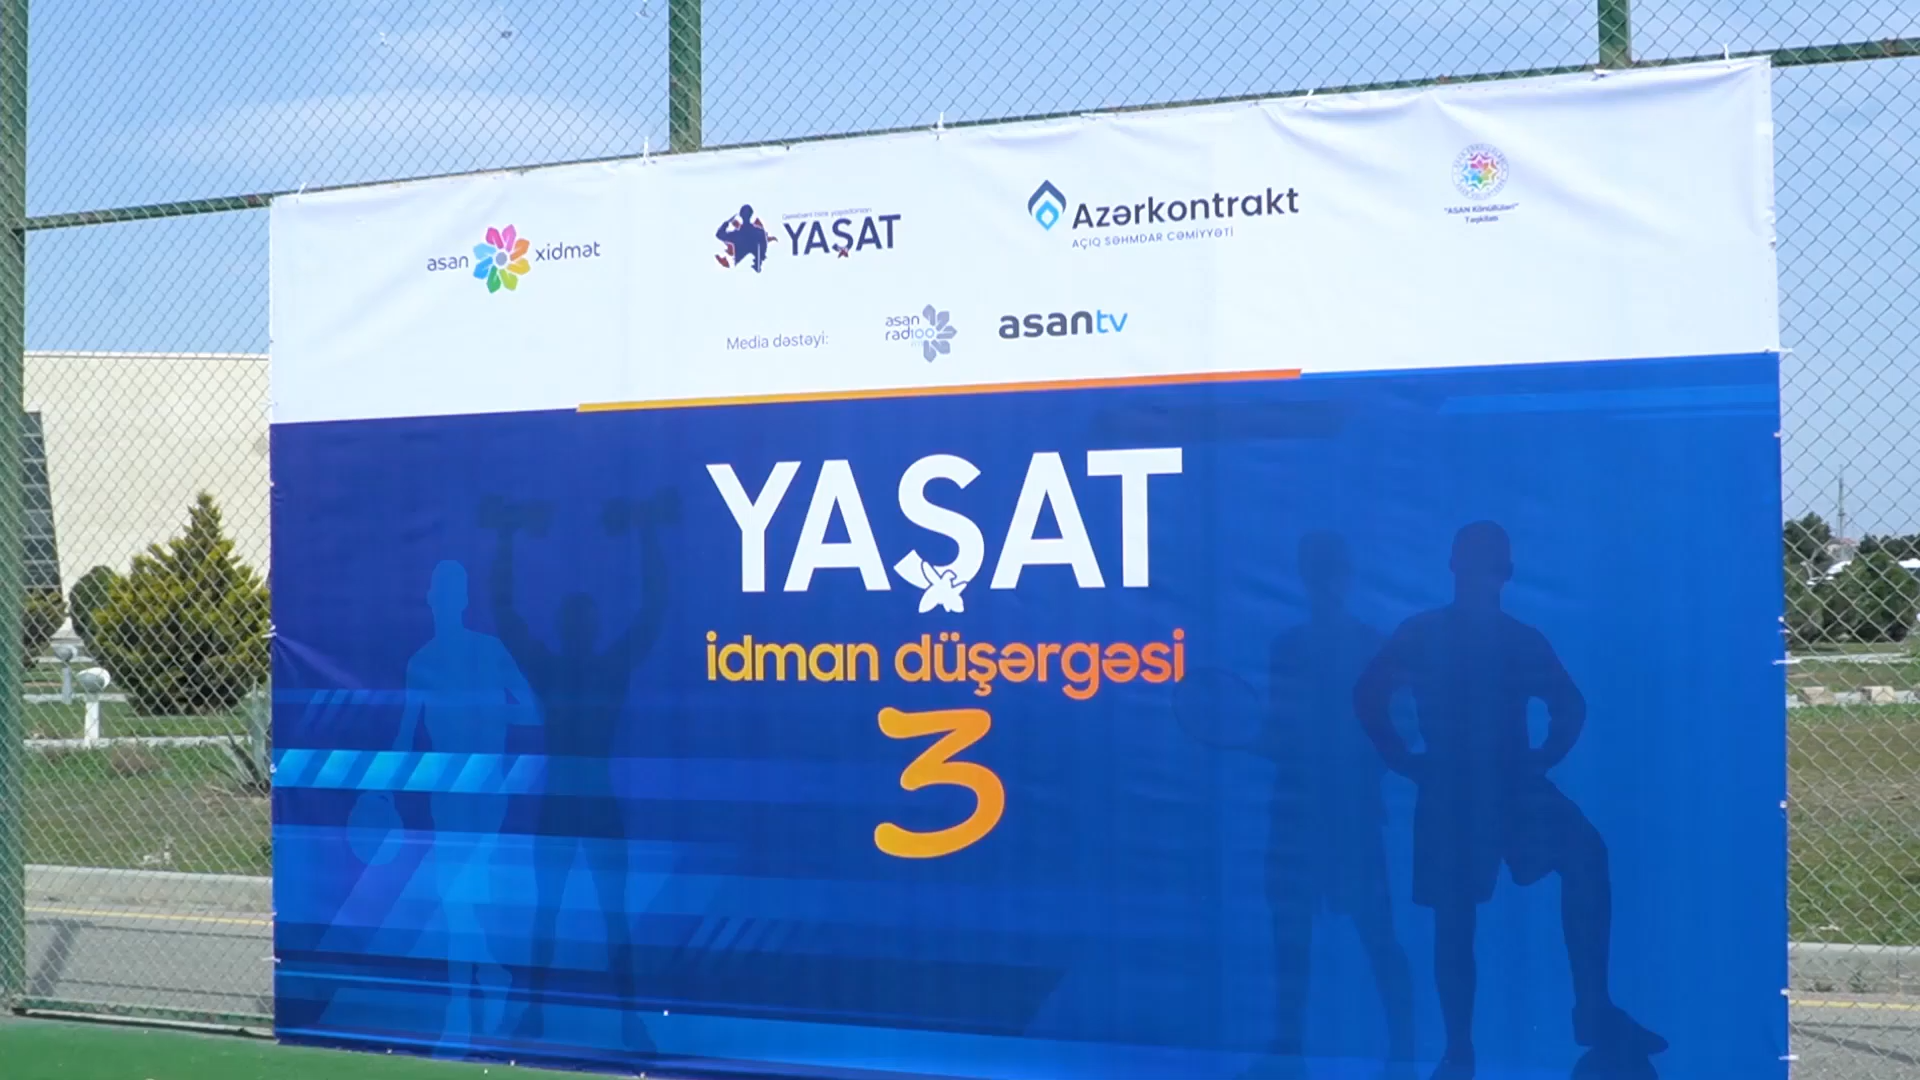 asan xidmət
YAŞAT
Azərkontrakt
AÇIQ SƏHMDAR CƏMİYYƏTİ
"ASAN Könüllüləri"
Təşkilatı
Media dəstəyi:
asan
radio 100
asantv
YAŞAT
idman düşərgəsi
3